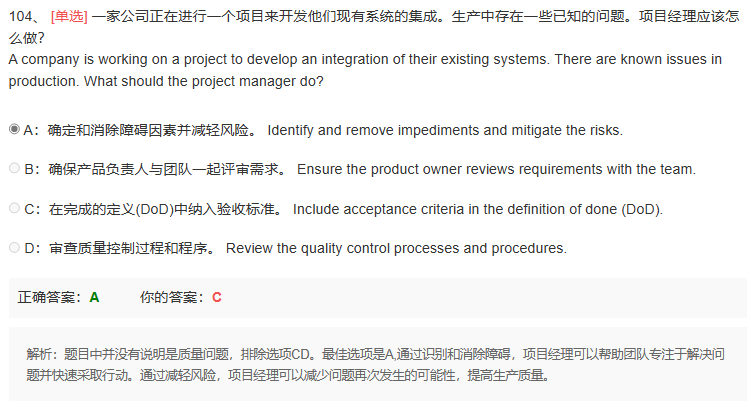 104、 [单选] 一家公司正在进行一个项目来开发他们现有系统的集成。生产中存在一些已知的问题。项目经理应该怎
么做?
A company is working on a project to develop an integration of their existing systems. There are known issues in
production. What should the project manager do?
A：确定和消除障碍因素并减轻风险。 Identify and remove impediments and mitigate the risks.
B：确保产品负责人与团队一起评审需求。 Ensure the product owner reviews requirements with the team.
C：在完成的定义(DoD)中纳入验收标准。 Include acceptance criteria in the definition of done (DoD).
D：审查质量控制过程和程序。 Review the quality control processes and procedures.
正确答案：A 你的答案：C
解析：题目中并没有说明是质量问题，排除选项CD。最佳选项是A,通过识别和消除障碍，项目经理可以帮助团队专注于解决问
题并快速采取行动。通过减轻风险，项目经理可以减少问题再次发生的可能性，提高生产质量。